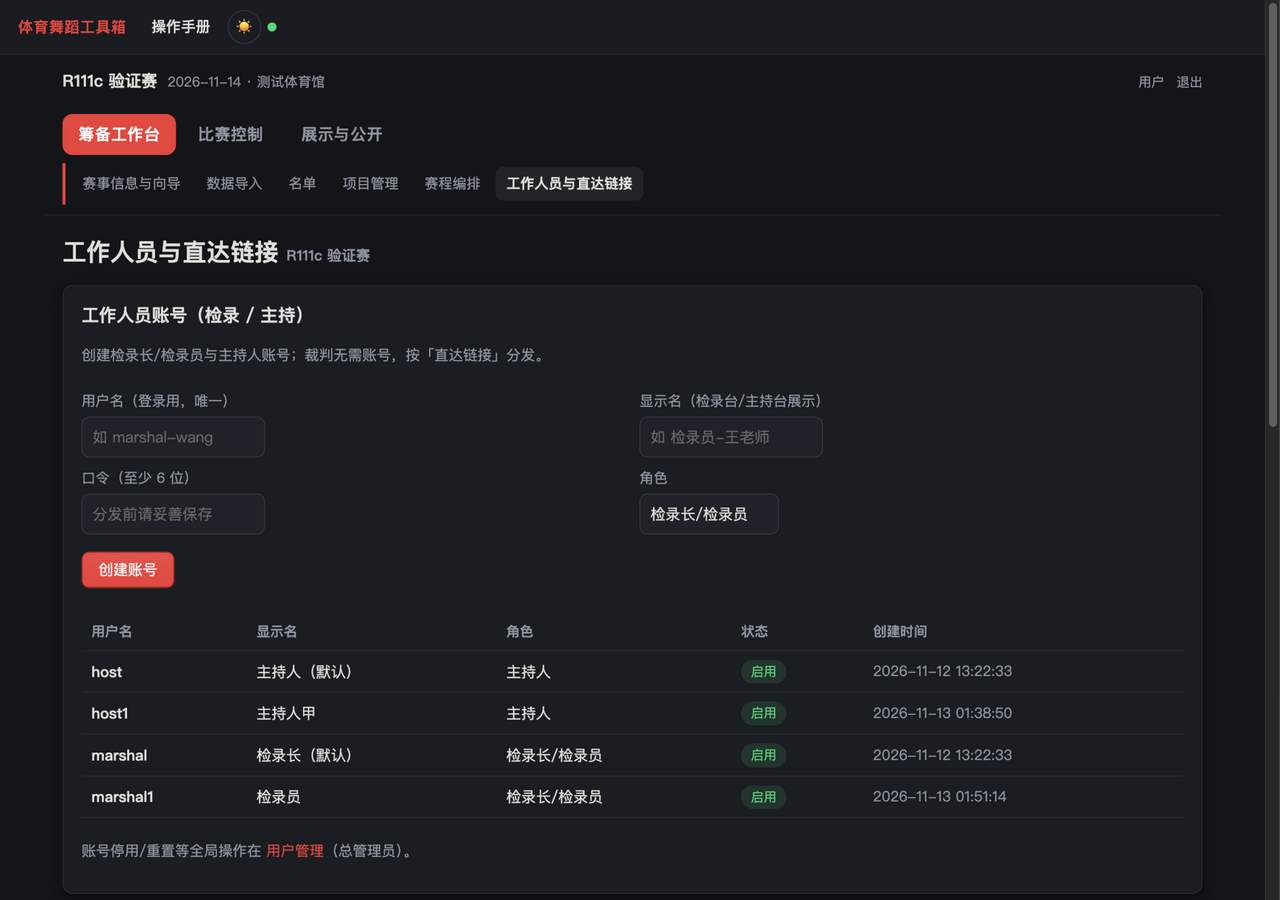 体育舞蹈工具箱 操作手册
R111c 验证赛 2026-11-14 · 测试体育馆 用户 退出
筹备工作台 比赛控制 展示与公开
赛事信息与向导 数据导入 名单 项目管理 赛程编排 工作人员与直达链接
工作人员与直达链接 R111c 验证赛
工作人员账号（检录 / 主持）
创建检录长/检录员与主持人账号；裁判无需账号，按「直达链接」分发。
用户名（登录用，唯一） 显示名（检录台/主持台展示）
如 marshal-wang 如 检录员-王老师
口令（至少 6 位） 角色
分发前请妥善保存 检录长/检录员
创建账号
用户名 显示名 角色 状态 创建时间
host 主持人（默认） 主持人 启用 2026-11-12 13:22:33
host1 主持人甲 主持人 启用 2026-11-13 01:38:50
marshal 检录长（默认） 检录长/检录员 启用 2026-11-12 13:22:33
marshal1 检录员 检录长/检录员 启用 2026-11-13 01:51:14
账号停用/重置等全局操作在 用户管理（总管理员）。